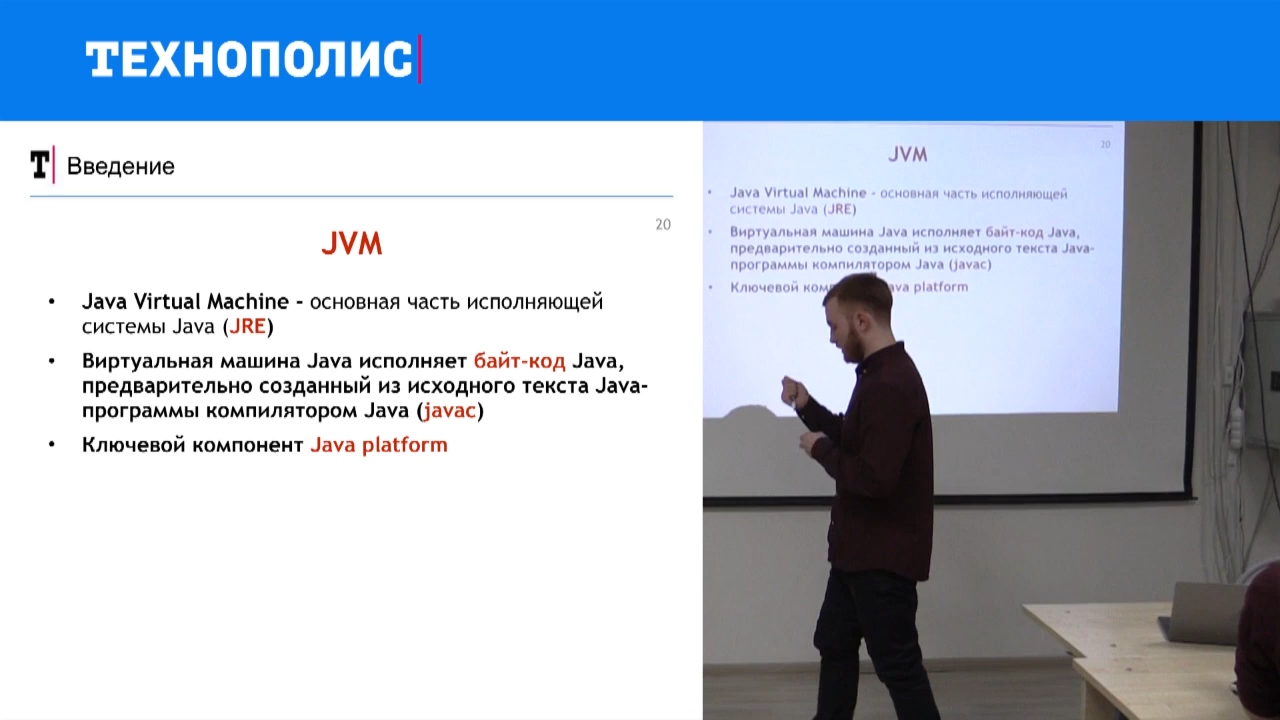 ТЕХНОПОЛИС
Т Введение
20
JVM
• Java Virtual Machine - основная часть исполняющей
системы Java (JRE)
• Виртуальная машина Java исполняет байт-код Java,
предварительно созданный из исходного текста Java-
программы компилятором Java (javac)
• Ключевой компонент Java platform
20
JVM
• Java Virtual Machine - основная часть исполняющей
системы Java (JRE)
• Виртуальная машина Java исполняет байт-код Java,
предварительно созданный из исходного текста Java-
программы компилятором Java (javac)
• Ключевой ava platform